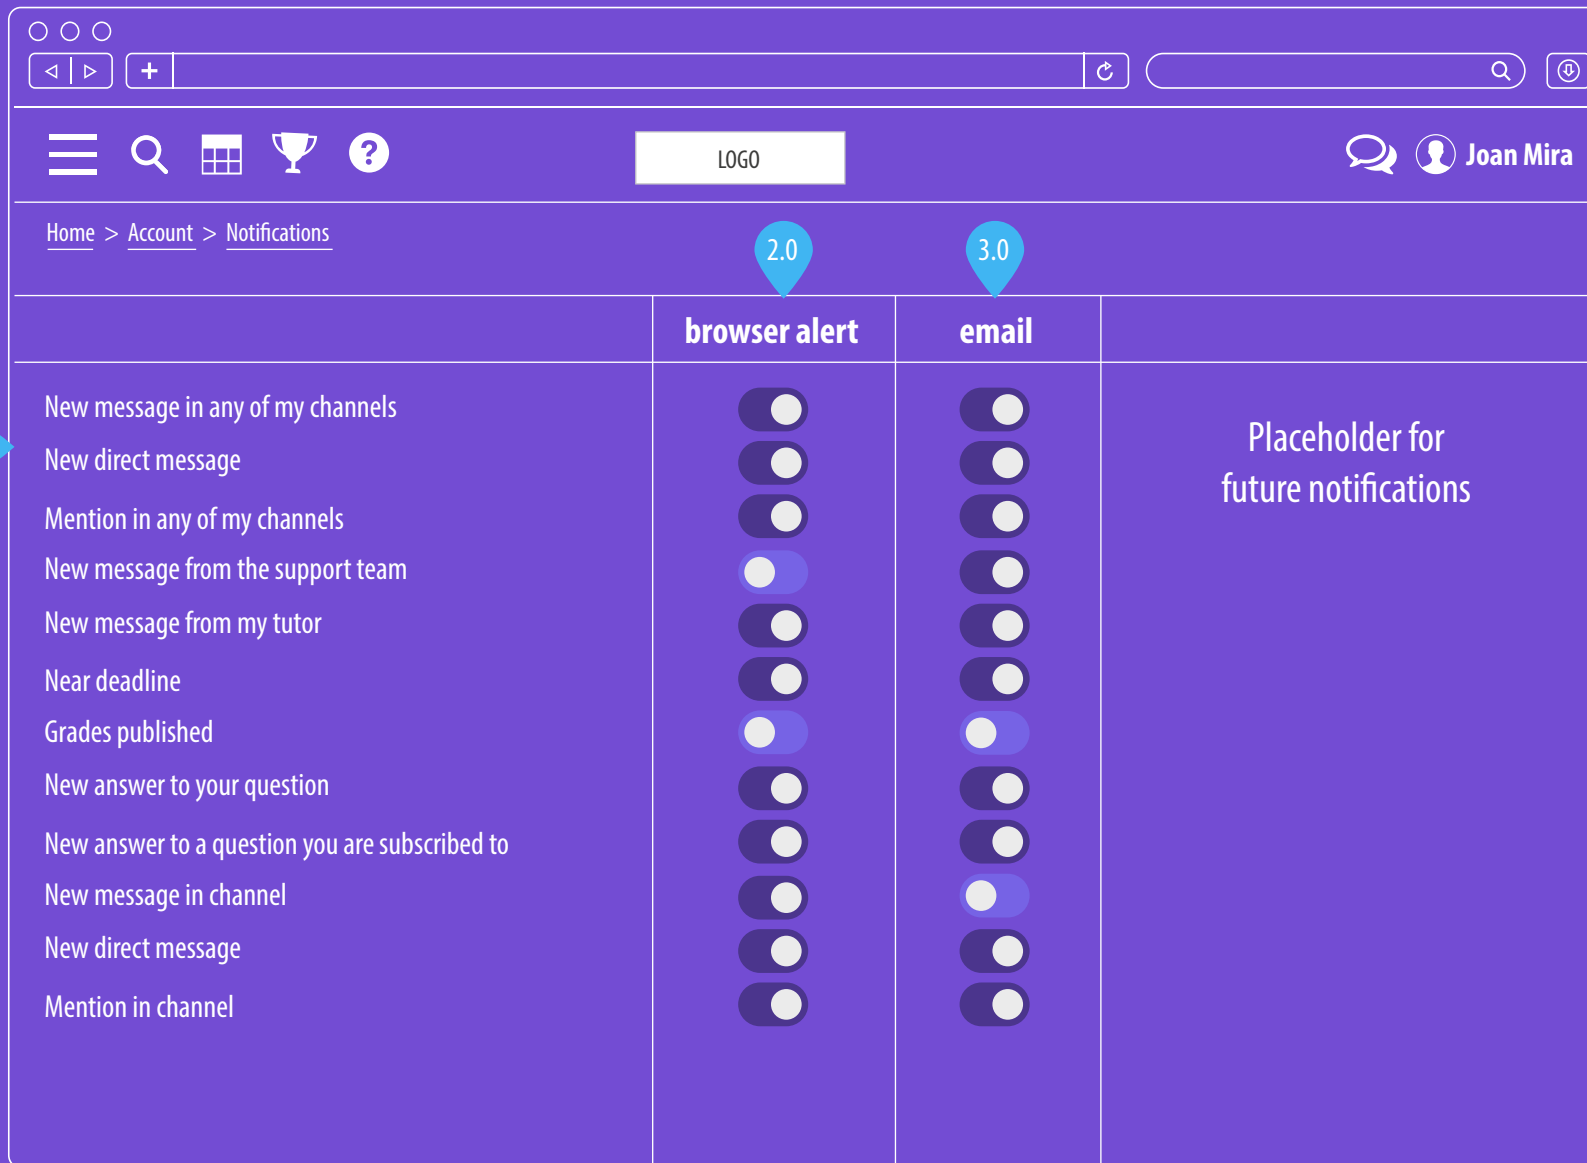 LOGO
Joan Mira
Home > Account > Notifications
2.0
3.0
browser alert
email
New message in any of my channels
New direct message
Mention in any of my channels
New message from the support team
New message from my tutor
Near deadline
Grades published
New answer to your question
New answer to a question you are subscribed to
New message in channel
New direct message
Mention in channel
Placeholder for
future notifications